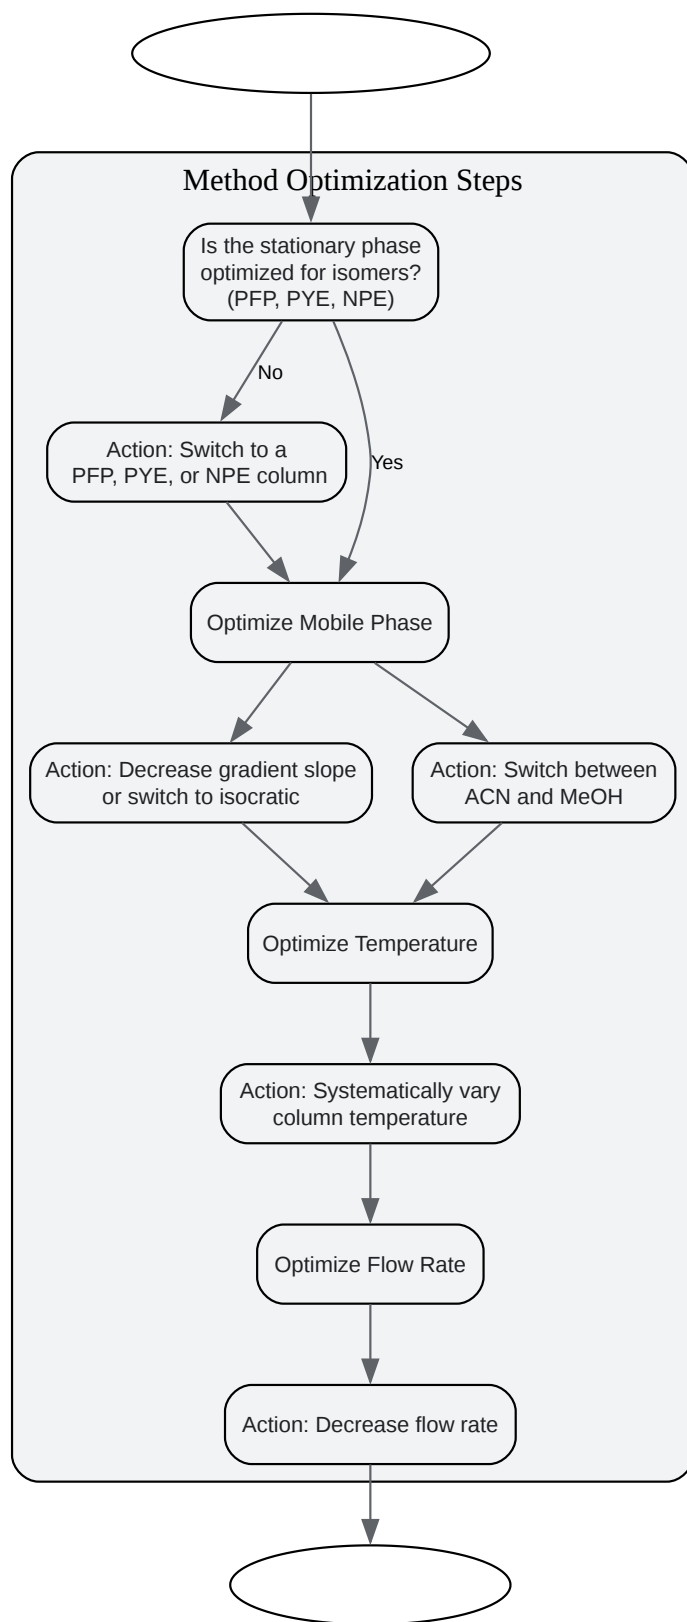 Method Optimization Steps
Is the stationary phase
optimized for isomers?
(PFP, PYE, NPE)
No
Action: Switch to a
PFP, PYE, or NPE column
Yes
Optimize Mobile Phase
Action: Decrease gradient slope
or switch to isocratic
Action: Switch between
ACN and MeOH
Optimize Temperature
Action: Systematically vary
column temperature
Optimize Flow Rate
Action: Decrease flow rate